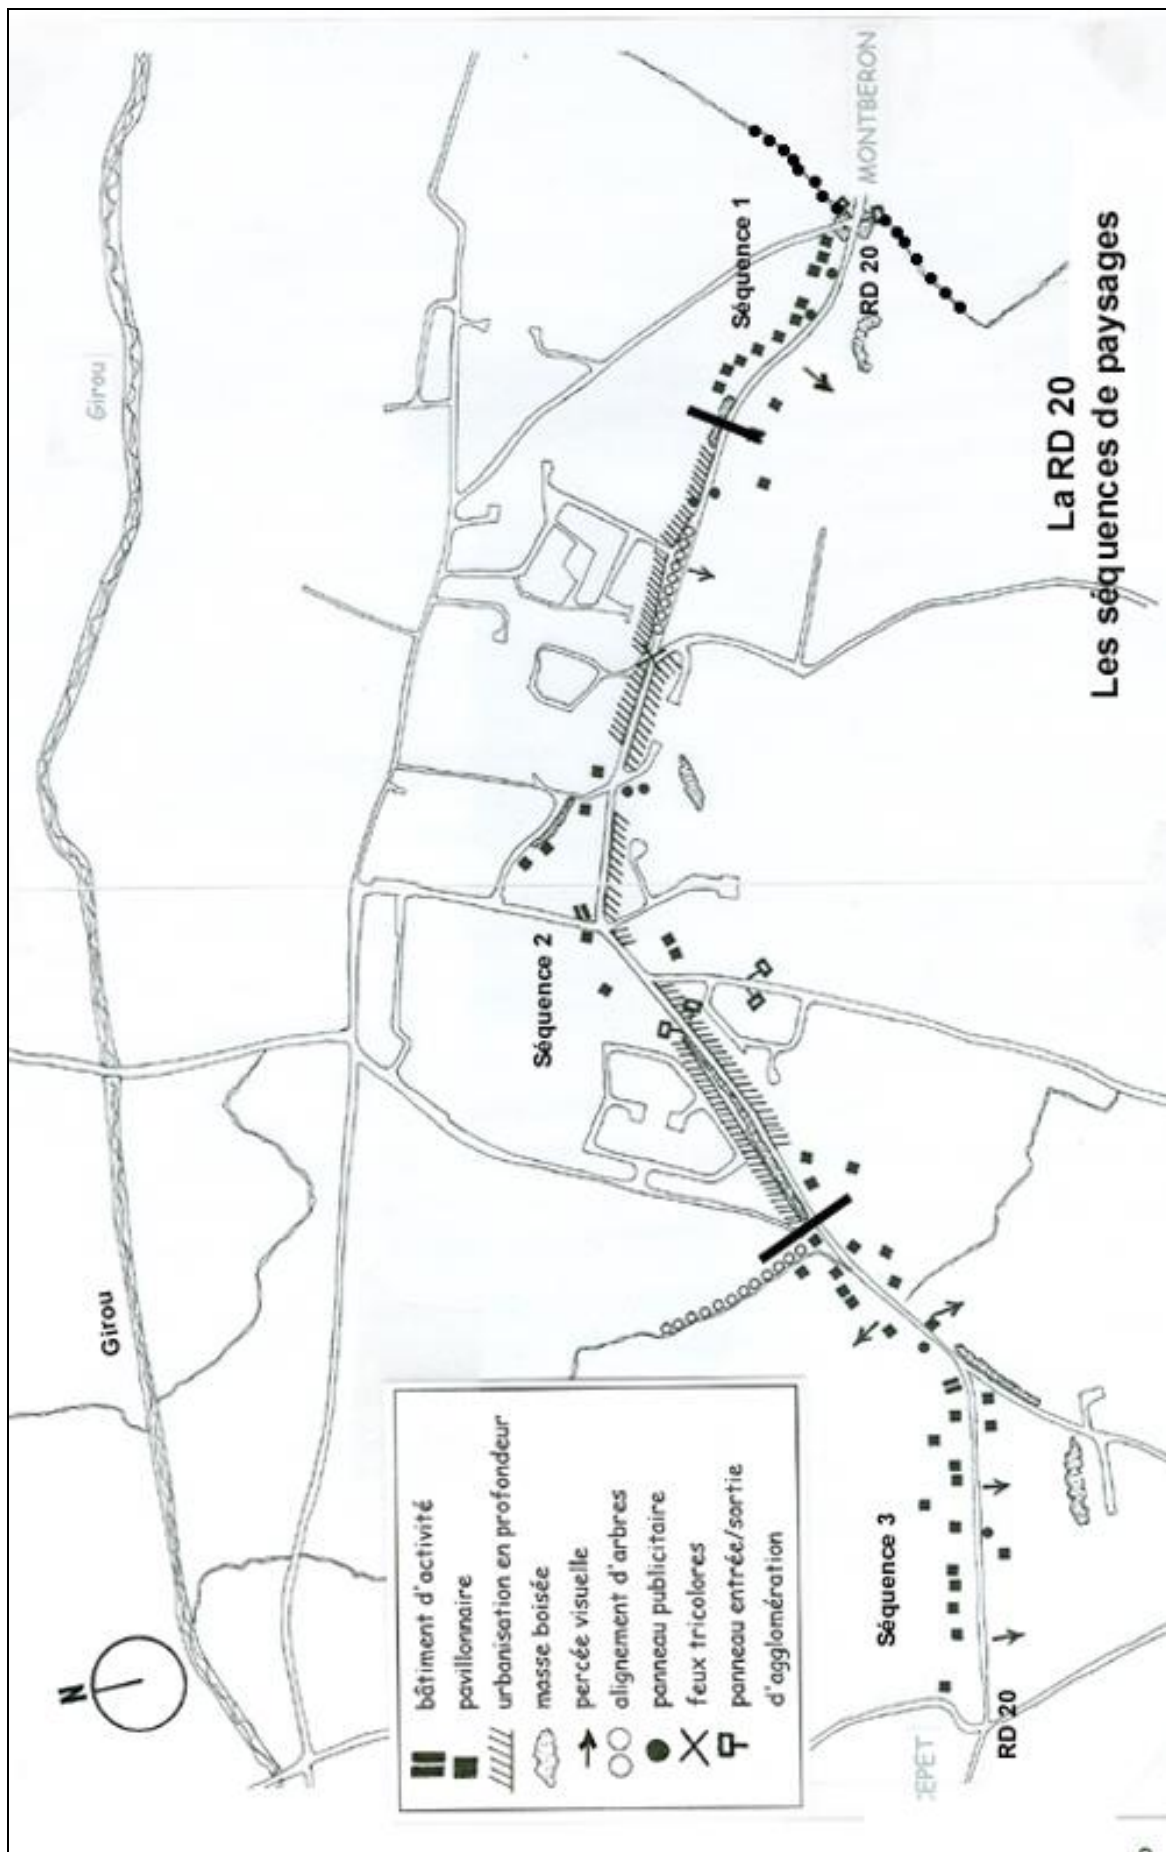 La RD 20
Les séquences de paysages
N
Girou
Girou
MONTBERON
Séquence 1
RD 20
Séquence 2
Séquence 3
RD 20
bâtiment d'activité
pavillonnaire
urbanisation en profondeur
masse boisée
percée visuelle
alignement d'arbres
panneau publicitaire
feux tricolores
panneau entrée/sortie
d'agglomération
CEPET